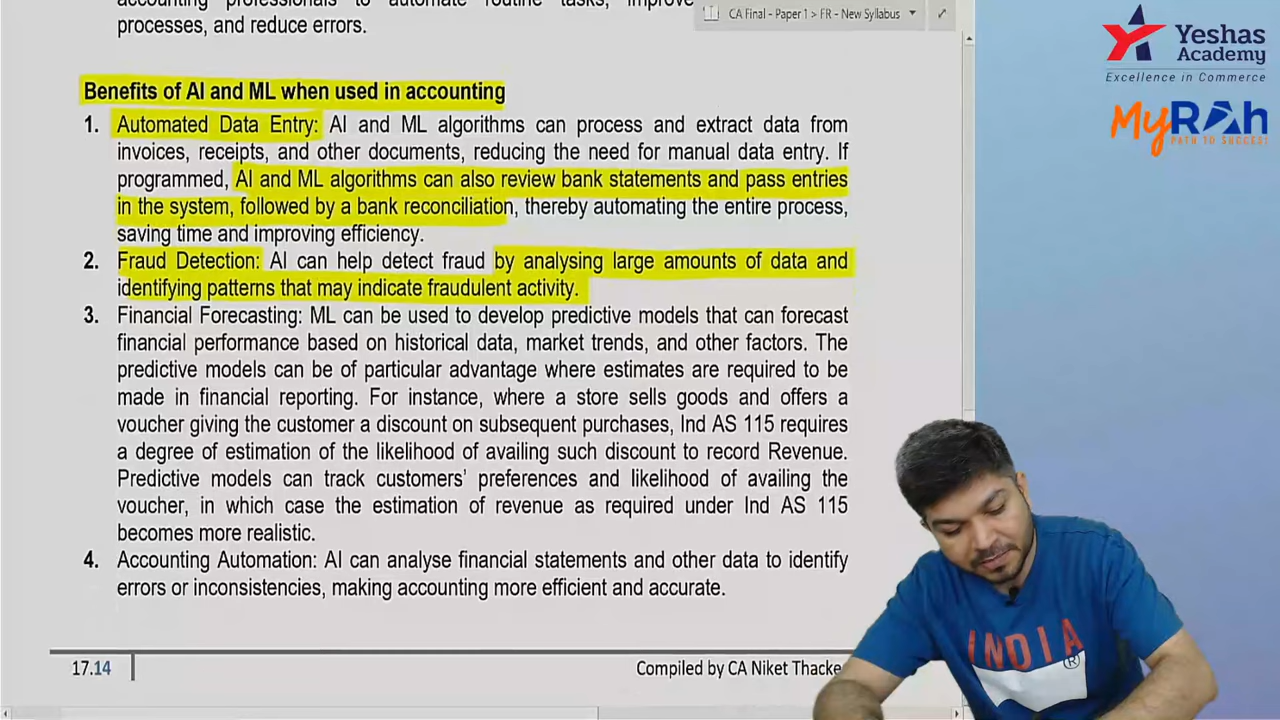 accounting professionals to automate routine tasks, improve
processes, and reduce errors.
CA Final - Paper 1 > FR - New Syllabus
Yeshas
Academy
Excellence in Commerce
MyRAh
PATH TO SUCCESS
Benefits of AI and ML when used in accounting
1. Automated Data Entry: AI and ML algorithms can process and extract data from
invoices, receipts, and other documents, reducing the need for manual data entry. If
programmed, AI and ML algorithms can also review bank statements and pass entries
in the system, followed by a bank reconciliation, thereby automating the entire process,
saving time and improving efficiency.
2. Fraud Detection: AI can help detect fraud by analysing large amounts of data and
identifying patterns that may indicate fraudulent activity.
3. Financial Forecasting: ML can be used to develop predictive models that can forecast
financial performance based on historical data, market trends, and other factors. The
predictive models can be of particular advantage where estimates are required to be
made in financial reporting. For instance, where a store sells goods and offers a
voucher giving the customer a discount on subsequent purchases, Ind AS 115 requires
a degree of estimation of the likelihood of availing such discount to record Revenue.
Predictive models can track customers' preferences and likelihood of availing the
voucher, in which case the estimation of revenue as required under Ind AS 115
becomes more realistic.
4. Accounting Automation: AI can analyse financial statements and other data to identify
errors or inconsistencies, making accounting more efficient and accurate.
17.14
Compiled by CA Niket Thacke
INDIA
®